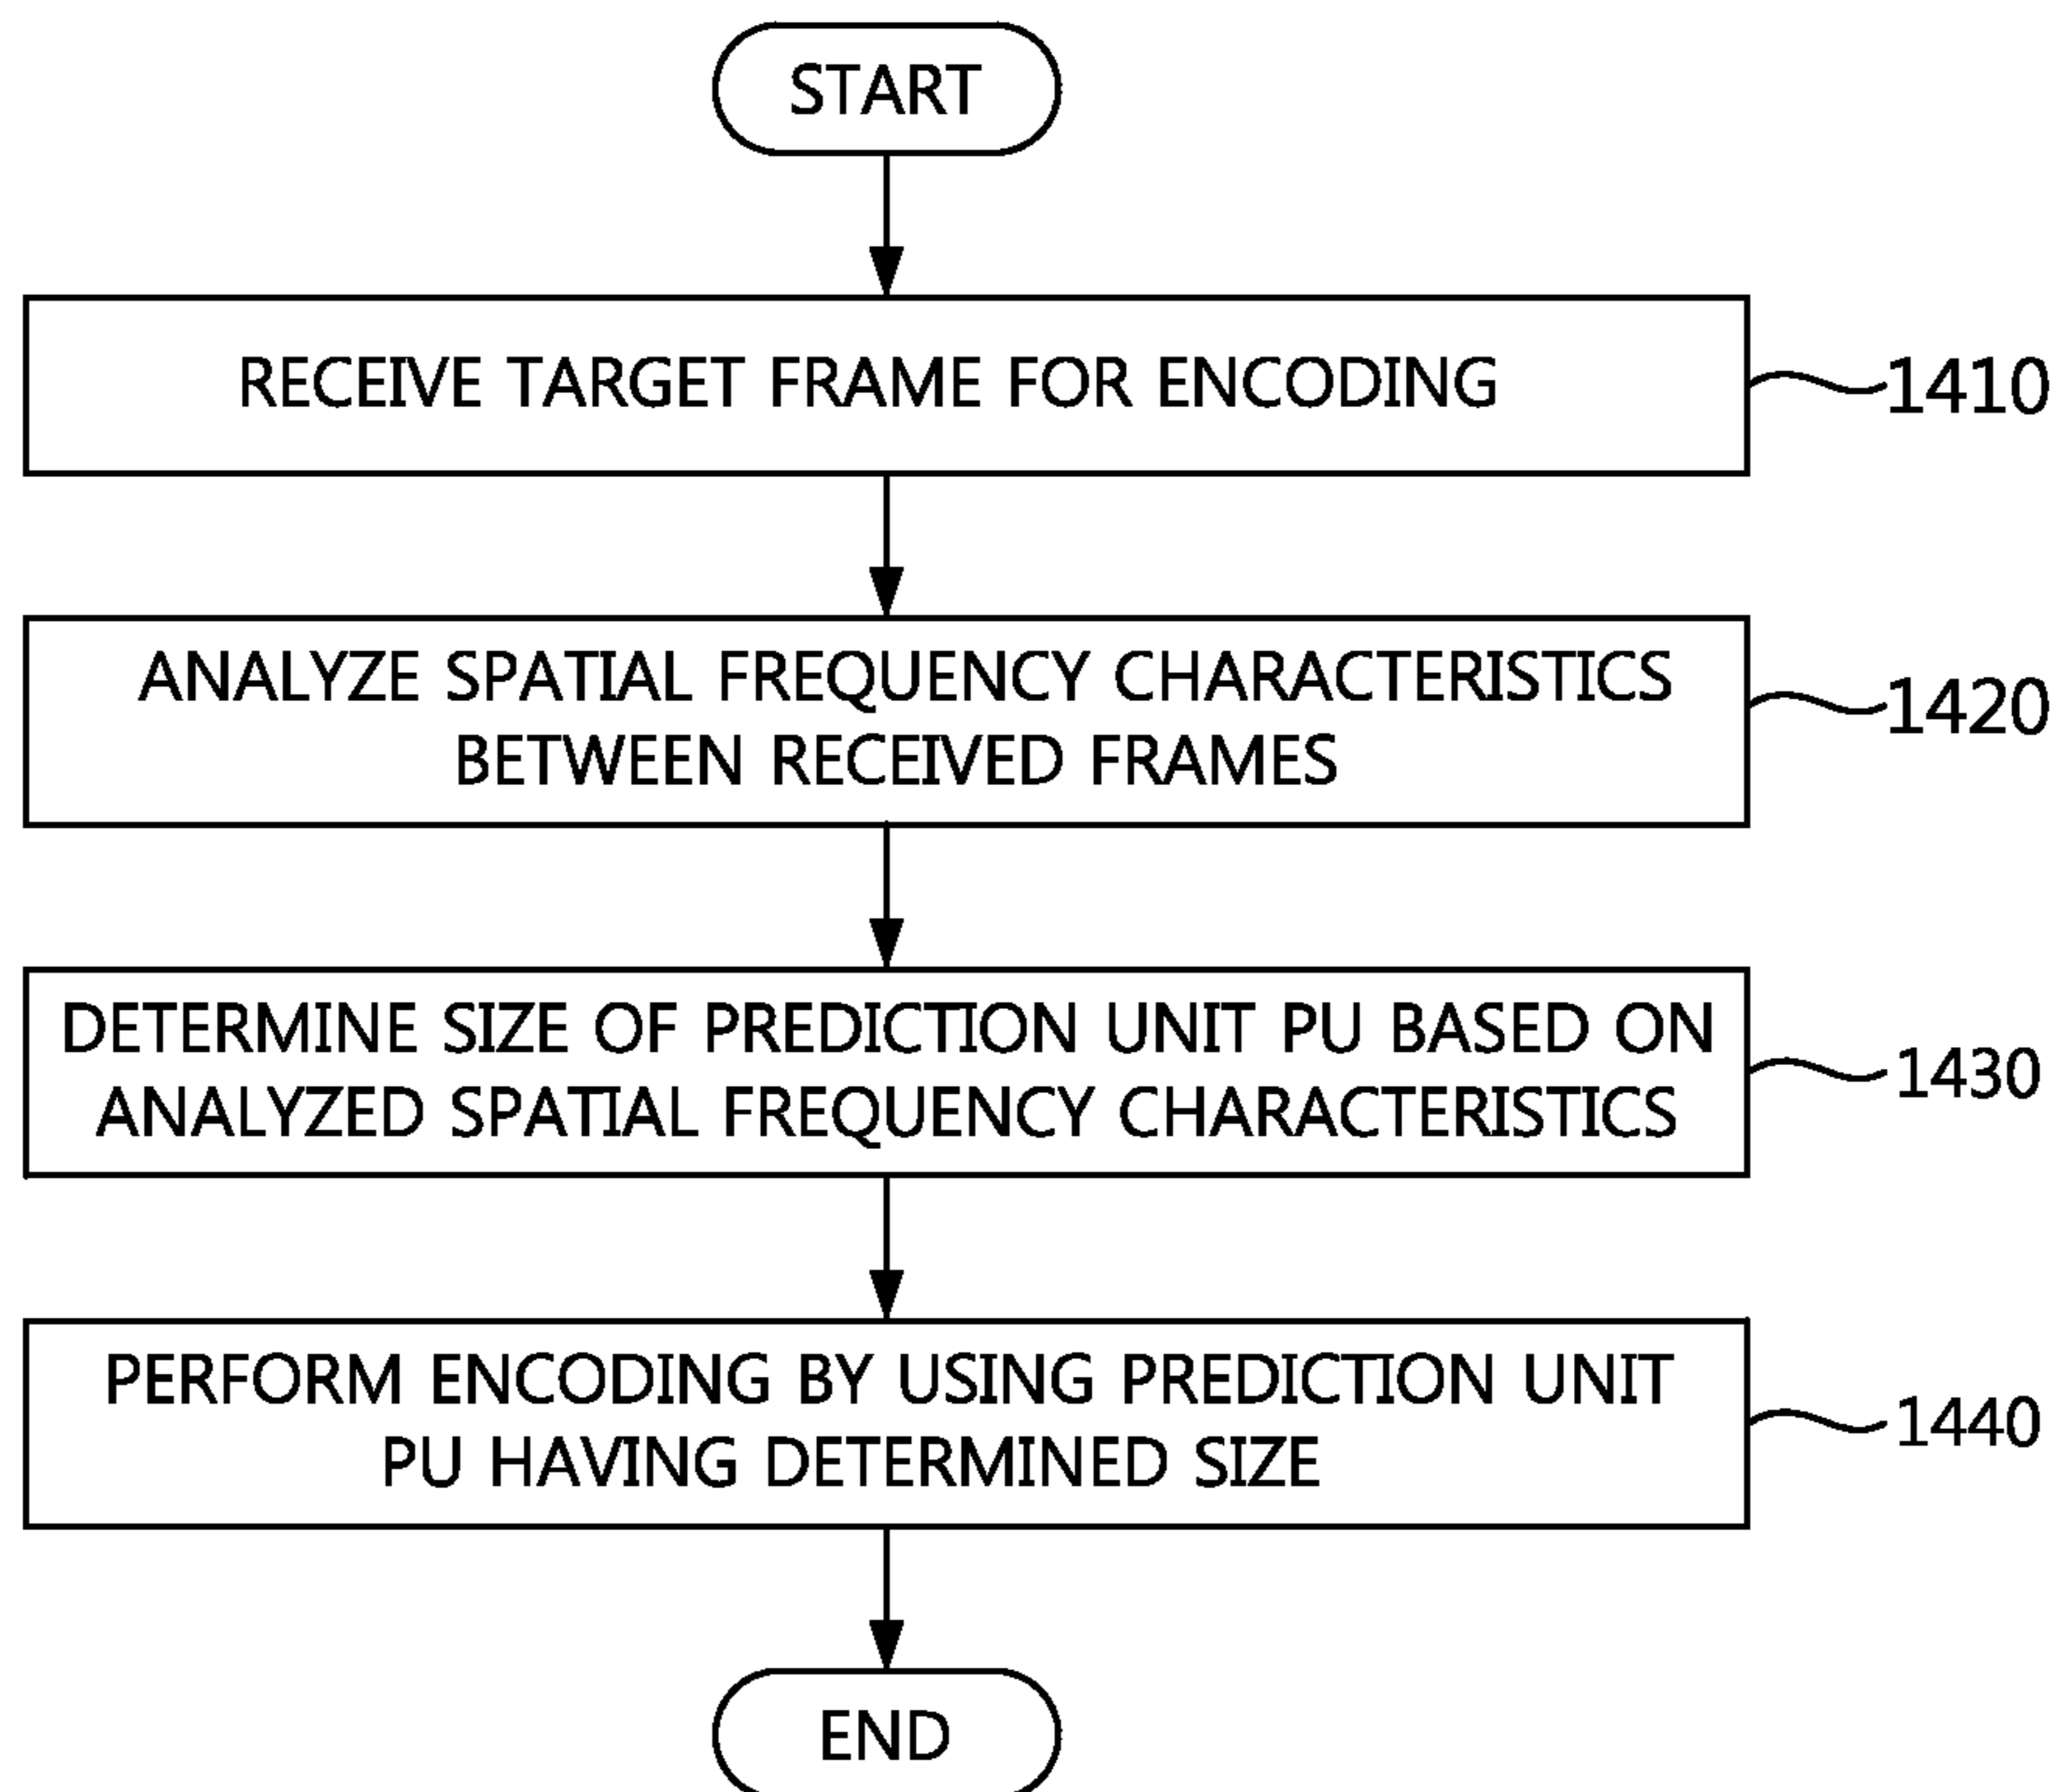 START
RECEIVE TARGET FRAME FOR ENCODING
1410
ANALYZE SPATIAL FREQUENCY CHARACTERISTICS
BETWEEN RECEIVED FRAMES
1420
DETERMINE SIZE OF PREDICTION UNIT PU BASED ON
ANALYZED SPATIAL FREQUENCY CHARACTERISTICS
1430
PERFORM ENCODING BY USING PREDICTION UNIT
PU HAVING DETERMINED SIZE
1440
END